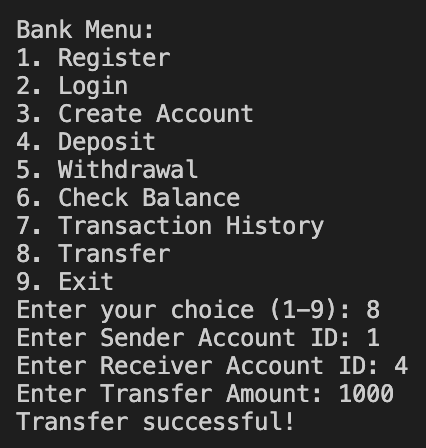 Bank Menu:
1. Register
2. Login
3. Create Account
4. Deposit
5. Withdrawal
6. Check Balance
7. Transaction History
8. Transfer
9. Exit
Enter your choice (1–9): 8
Enter Sender Account ID: 1
Enter Receiver Account ID: 4
Enter Transfer Amount: 1000
Transfer successful!